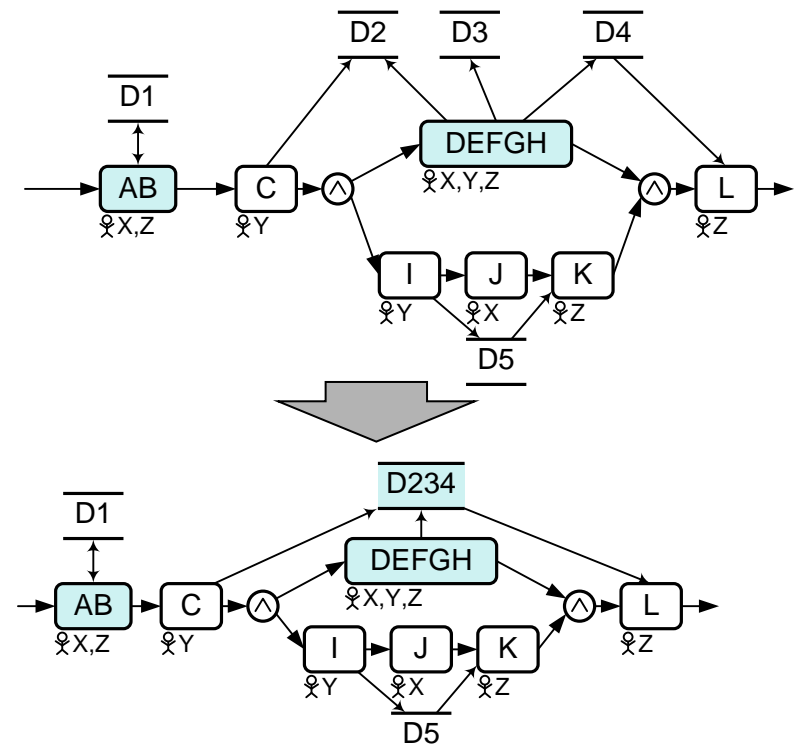 D2 D3 D4
D1
DEFGH
AB C ∧ X,Y,Z ∧ L
X,Z Y Z
I J K
Y X Z
D5
D234
D1
DEFGH
AB C ∧ X,Y,Z ∧ L
X,Z Y Z
I J K
Y X Z
D5